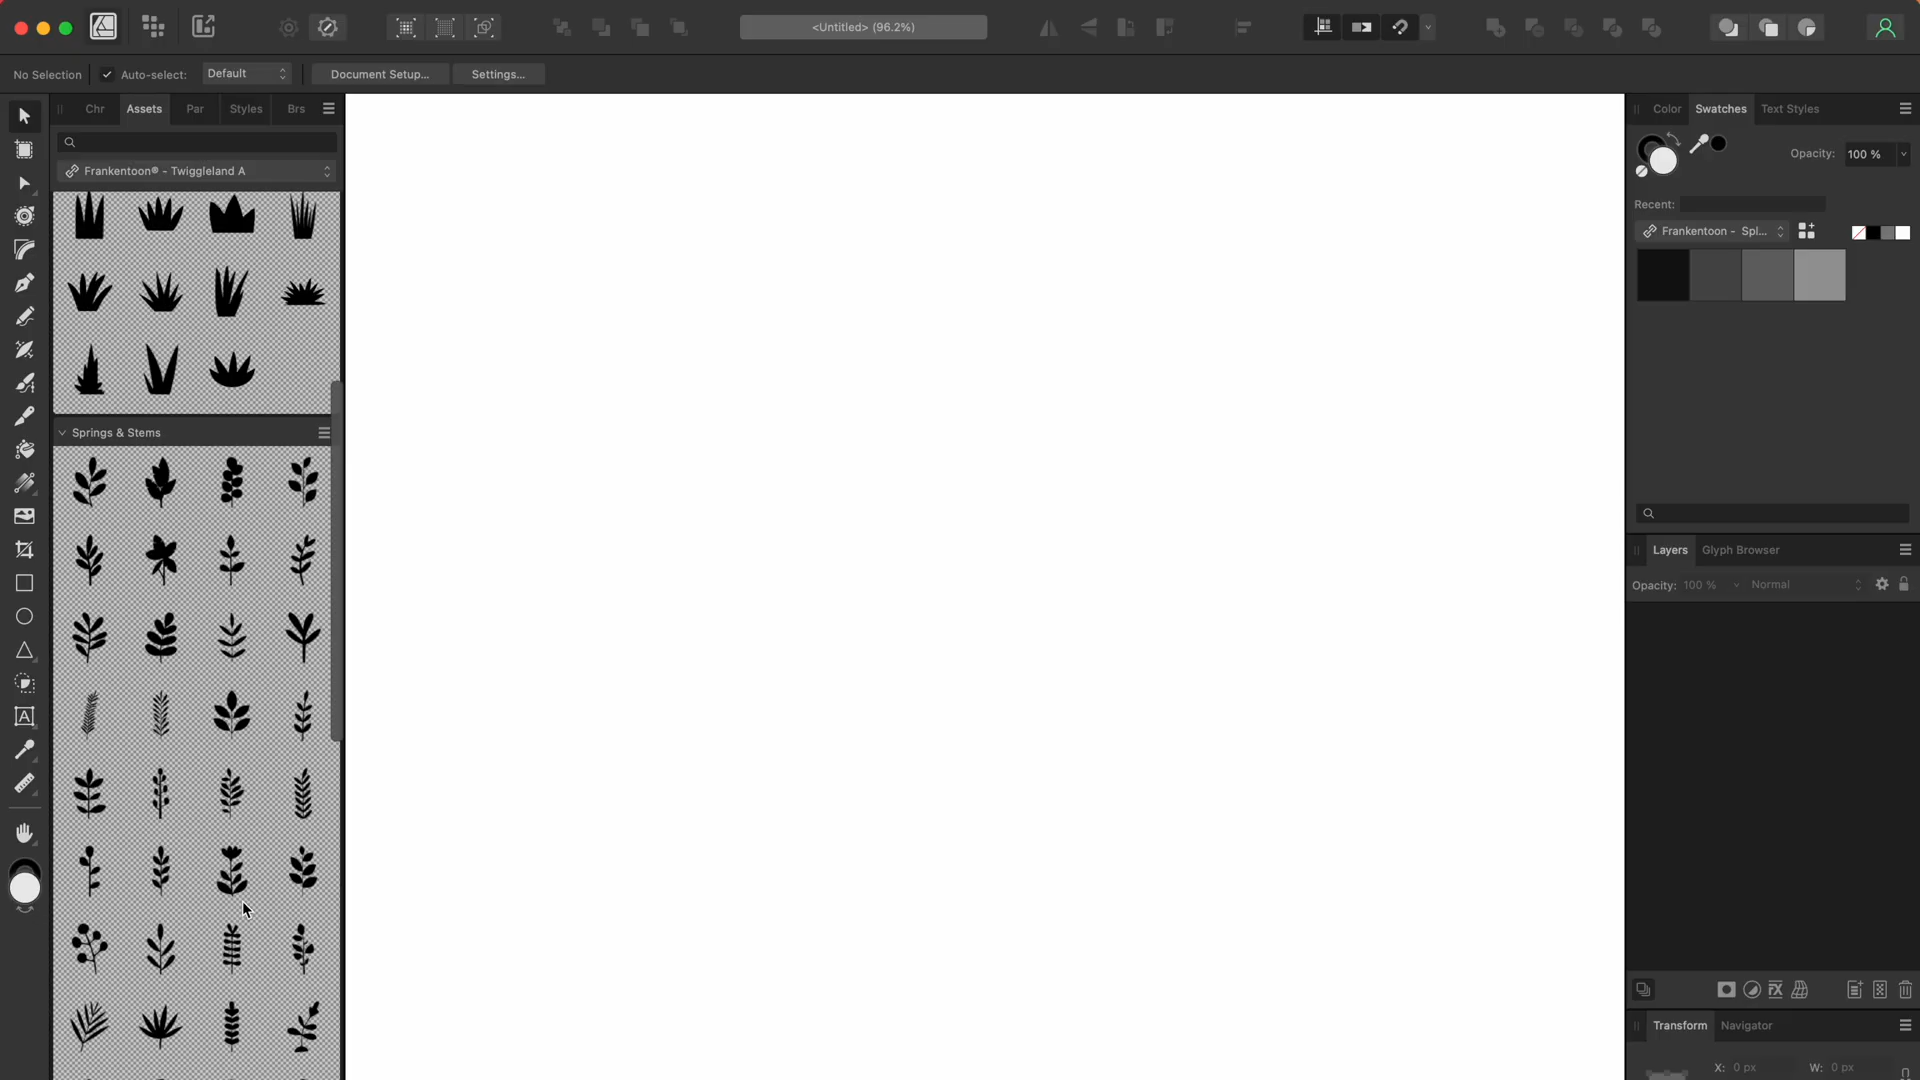 <Untitled> (96.2%)
No Selection
Auto-select:
Default
Document Setup...
Settings...
Chr
Assets
Par
Styles
Brs
Frankentoon® - Twiggleland A
Springs & Stems
Color
Swatches
Text Styles
Opacity:
100 %
Recent:
Frankentoon - Spl...
Layers
Glyph Browser
Opacity:
100 %
Normal
Transform
Navigator
X:
0 px
W:
0 px